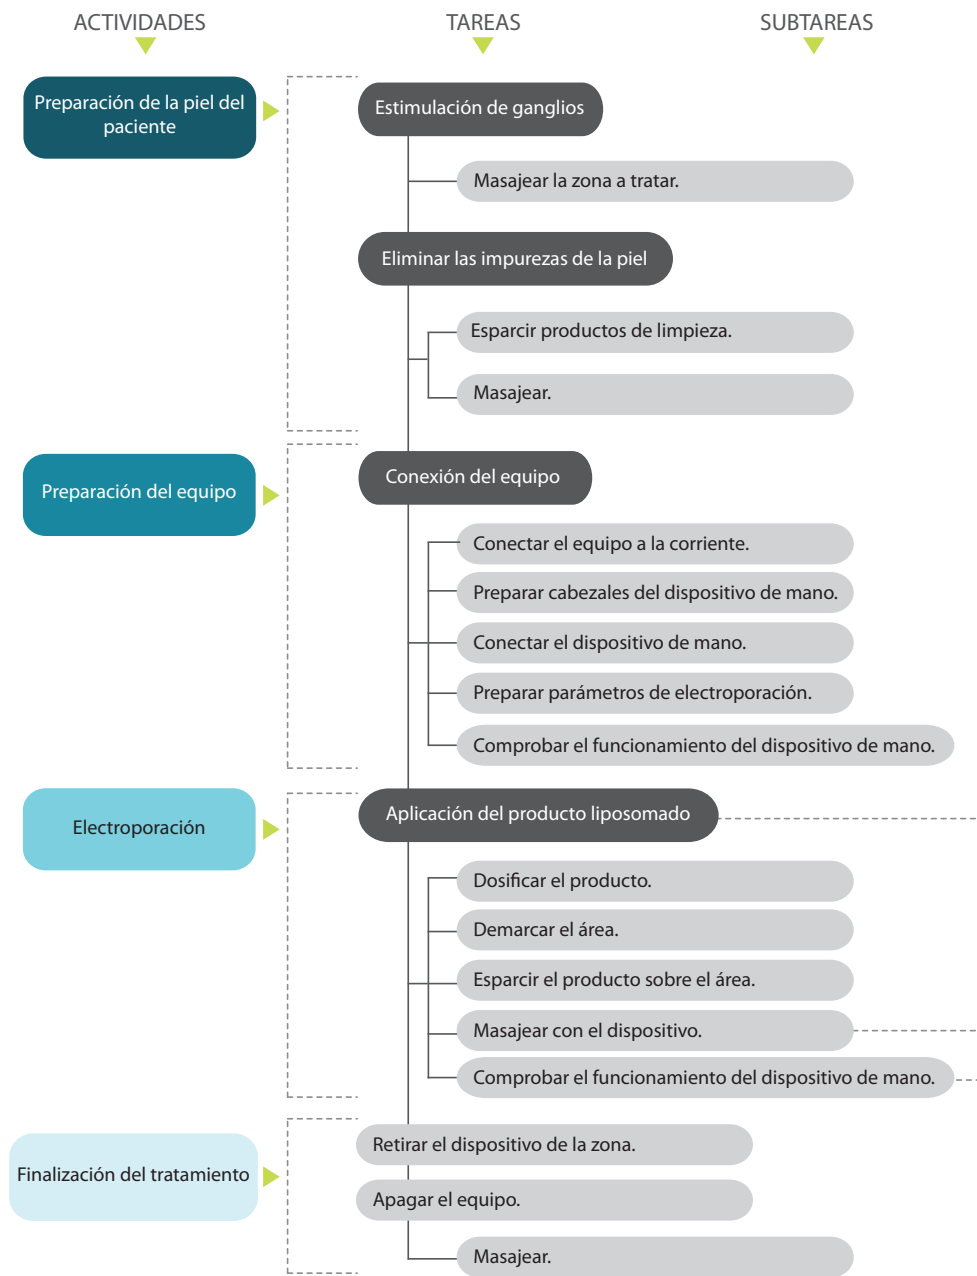 ACTIVIDADES
TAREAS
SUBTAREAS
Preparación de la piel del
paciente
Estimulación de ganglios
Masajear la zona a tratar.
Eliminar las impurezas de la piel
Esparcir productos de limpieza.
Masajear.
Preparación del equipo
Conexión del equipo
Conectar el equipo a la corriente.
Preparar cabezales del dispositivo de mano.
Conectar el dispositivo de mano.
Preparar parámetros de electroporación.
Comprobar el funcionamiento del dispositivo de mano.
Electroporación
Aplicación del producto liposomado
Dosificar el producto.
Demarcar el área.
Esparcir el producto sobre el área.
Masajear con el dispositivo.
Comprobar el funcionamiento del dispositivo de mano.
Finalización del tratamiento
Retirar el dispositivo de la zona.
Apagar el equipo.
Masajear.